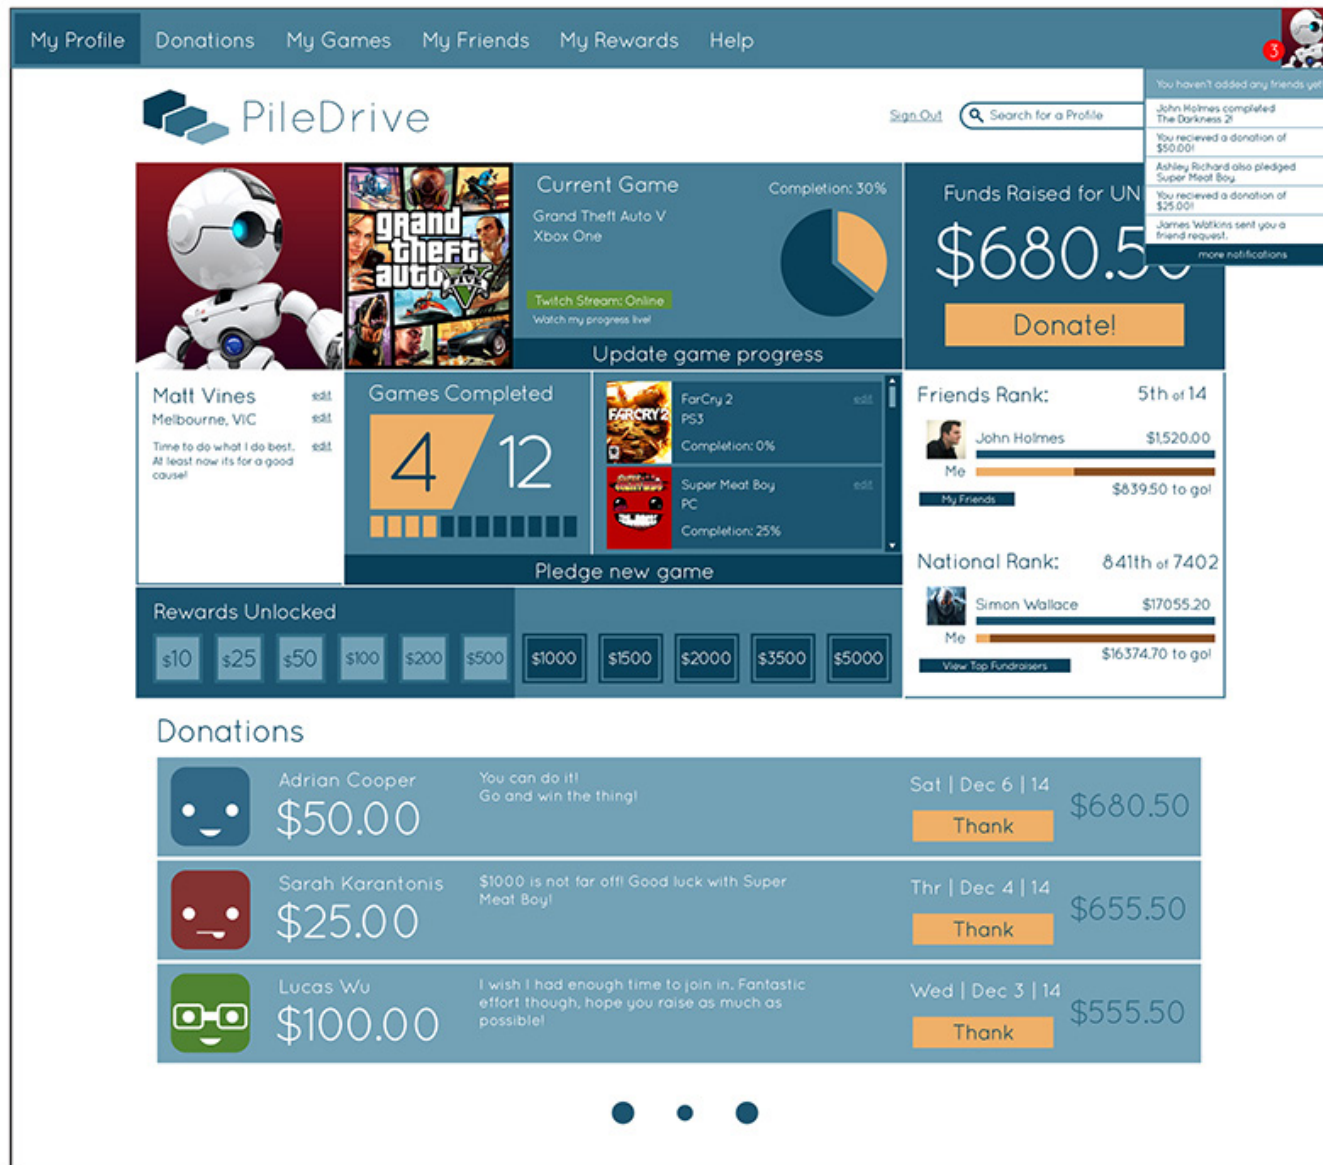 My Profile Donations My Games My Friends My Rewards Help
3
You haven't added any friends yet
John Holmes completed
The Darkness 2!
You recieved a donation of
$50.00!
Ashley Richard also pledged
Super Meat Boy.
You recieved a donation of
$25.00!
James Watkins sent you a
friend request.
more notifications
PileDrive
Sign Out
Search for a Profile
grand
theft
auto
FIVE
Current Game
Grand Theft Auto V
Xbox One
Completion: 30%
Twitch Stream: Online
Watch my progress live!
Update game progress
Funds Raised for UNI
$680.50
Donate!
Matt Vines edit
Melbourne, VIC edit
Time to do what I do best. edit
At least now its for a good
cause!
Games Completed
4 12
FARCRY 2
FarCry 2 edit
PS3
Completion: 0%
Super Meat Boy edit
PC
Completion: 25%
Pledge new game
Friends Rank: 5th of 14
John Holmes $1,520.00
Me
$839.50 to go!
My Friends
National Rank: 841th of 7402
Simon Wallace $17055.20
Me
$16374.70 to go!
View Top Fundraisers
Rewards Unlocked
$10 $25 $50 $100 $200 $500 $1000 $1500 $2000 $3500 $5000
Donations
Adrian Cooper
$50.00
You can do it!
Go and win the thing!
Sat | Dec 6 | 14
Thank
$680.50
Sarah Karantonis
$25.00
$1000 is not far off! Good luck with Super
Meat Boy!
Thr | Dec 4 | 14
Thank
$655.50
Lucas Wu
$100.00
I wish I had enough time to join in. Fantastic
effort though, hope you raise as much as
possible!
Wed | Dec 3 | 14
Thank
$555.50